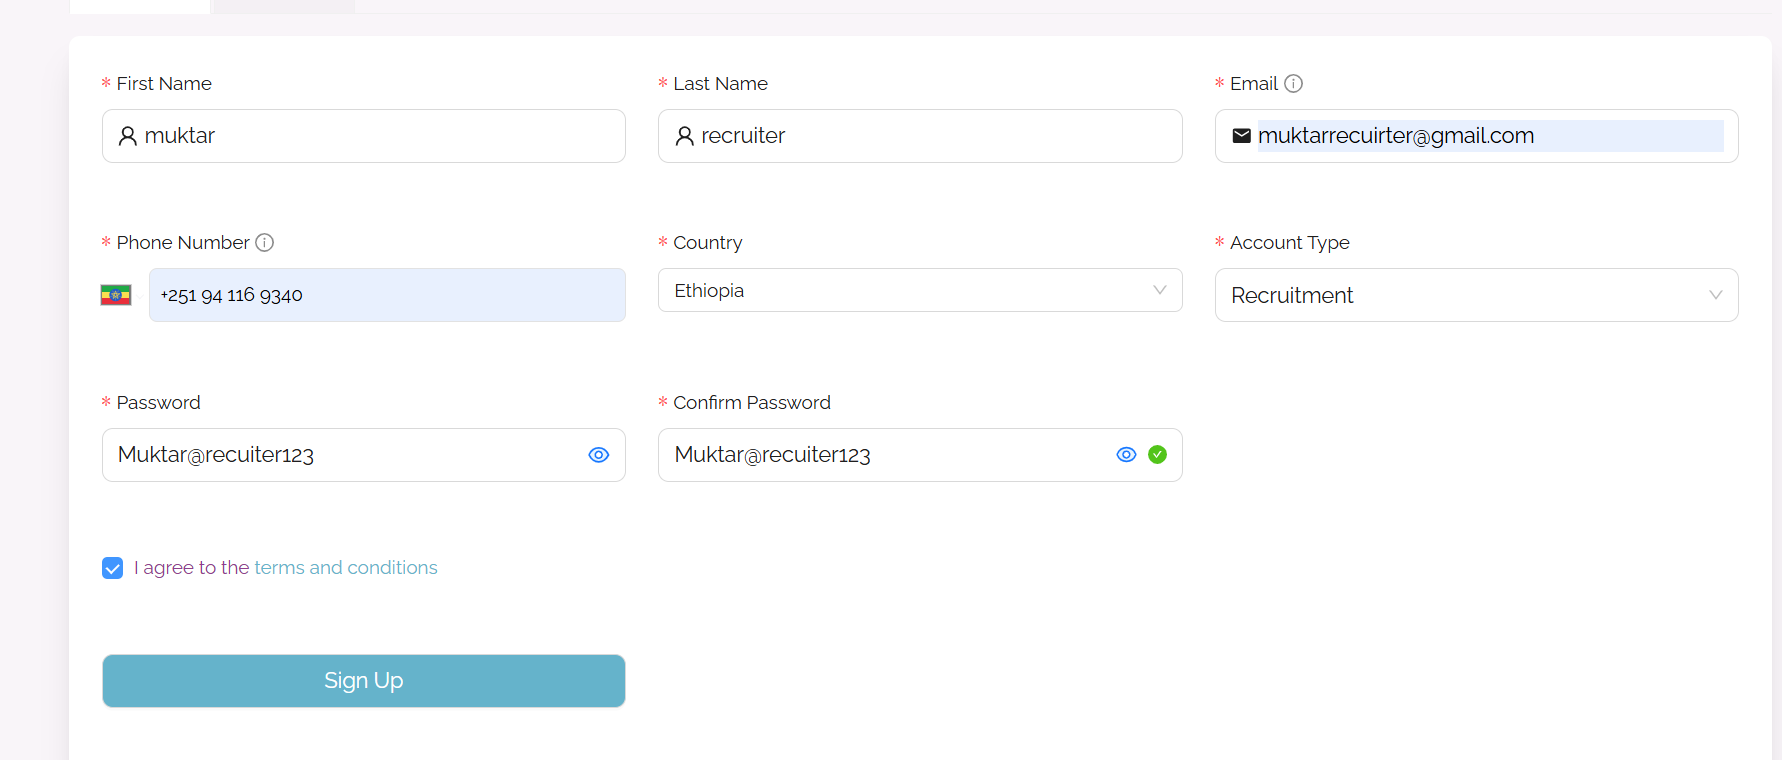 * First Name
* Last Name
* Email
muktar
recruiter
muktarrecuirter@gmail.com
* Phone Number
* Country
* Account Type
+251 94 116 9340
Ethiopia
Recruitment
* Password
* Confirm Password
Muktar@recuiter123
Muktar@recuiter123
I agree to the terms and conditions
Sign Up